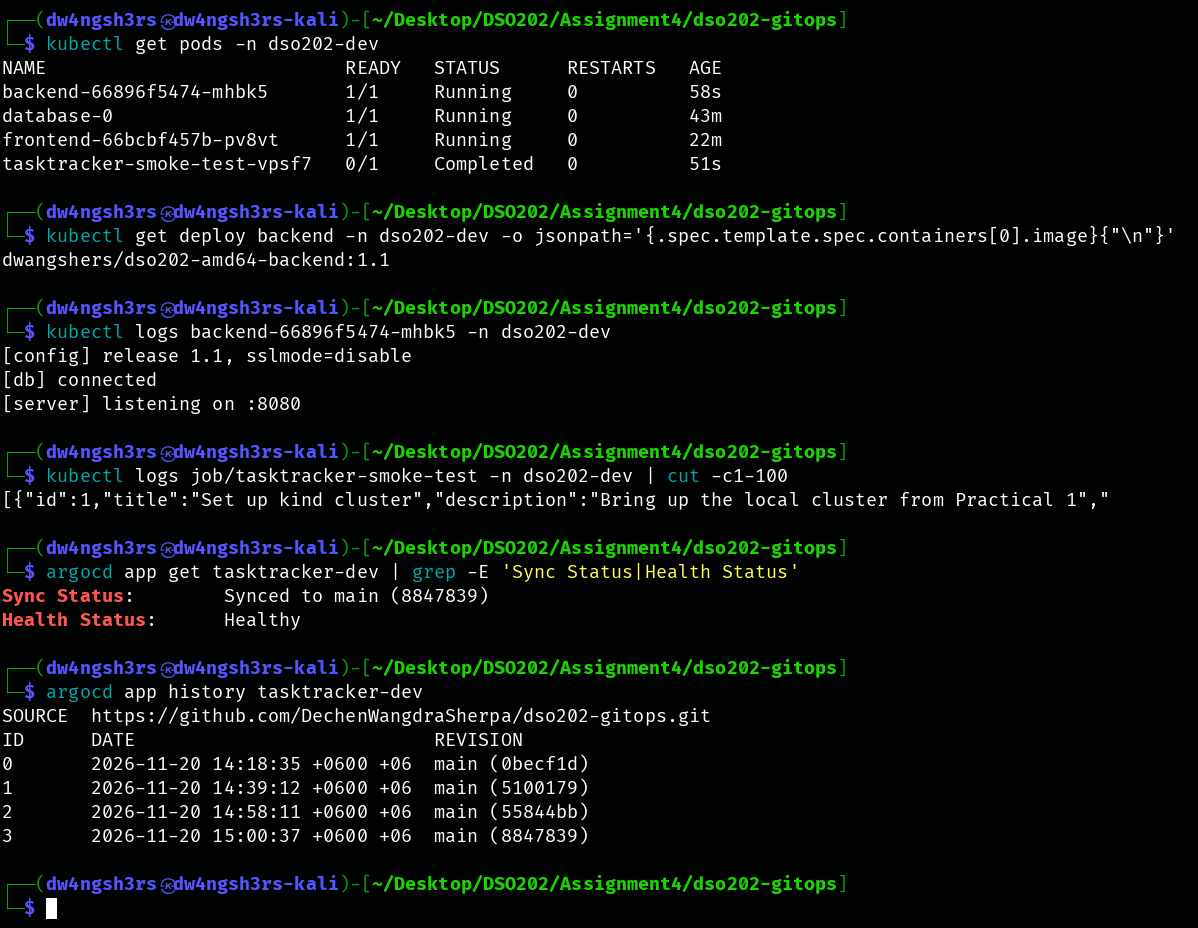 ┌──(dw4ngsh3rs㉿dw4ngsh3rs-kali)-[~/Desktop/DSO202/Assignment4/dso202-gitops]
└─$ kubectl get pods -n dso202-dev
NAME                           READY   STATUS      RESTARTS   AGE
backend-66896f5474-mhbk5       1/1     Running     0          58s
database-0                     1/1     Running     0          43m
frontend-66bcbf457b-pv8vt      1/1     Running     0          22m
tasktracker-smoke-test-vpsf7   0/1     Completed   0          51s
┌──(dw4ngsh3rs㉿dw4ngsh3rs-kali)-[~/Desktop/DSO202/Assignment4/dso202-gitops]
└─$ kubectl get deploy backend -n dso202-dev -o jsonpath='{.spec.template.spec.containers[0].image}{"\n"}'
dwangshers/dso202-amd64-backend:1.1
┌──(dw4ngsh3rs㉿dw4ngsh3rs-kali)-[~/Desktop/DSO202/Assignment4/dso202-gitops]
└─$ kubectl logs backend-66896f5474-mhbk5 -n dso202-dev
[config] release 1.1, sslmode=disable
[db] connected
[server] listening on :8080
┌──(dw4ngsh3rs㉿dw4ngsh3rs-kali)-[~/Desktop/DSO202/Assignment4/dso202-gitops]
└─$ kubectl logs job/tasktracker-smoke-test -n dso202-dev | cut -c1-100
[{"id":1,"title":"Set up kind cluster","description":"Bring up the local cluster from Practical 1","
┌──(dw4ngsh3rs㉿dw4ngsh3rs-kali)-[~/Desktop/DSO202/Assignment4/dso202-gitops]
└─$ argocd app get tasktracker-dev | grep -E 'Sync Status|Health Status'
Sync Status:        Synced to main (8847839)
Health Status:      Healthy
┌──(dw4ngsh3rs㉿dw4ngsh3rs-kali)-[~/Desktop/DSO202/Assignment4/dso202-gitops]
└─$ argocd app history tasktracker-dev
SOURCE  https://github.com/DechenWangdraSherpa/dso202-gitops.git
ID      DATE                           REVISION
0       2026-11-20 14:18:35 +0600 +06  main (0becf1d)
1       2026-11-20 14:39:12 +0600 +06  main (5100179)
2       2026-11-20 14:58:11 +0600 +06  main (55844bb)
3       2026-11-20 15:00:37 +0600 +06  main (8847839)
┌──(dw4ngsh3rs㉿dw4ngsh3rs-kali)-[~/Desktop/DSO202/Assignment4/dso202-gitops]
└─$